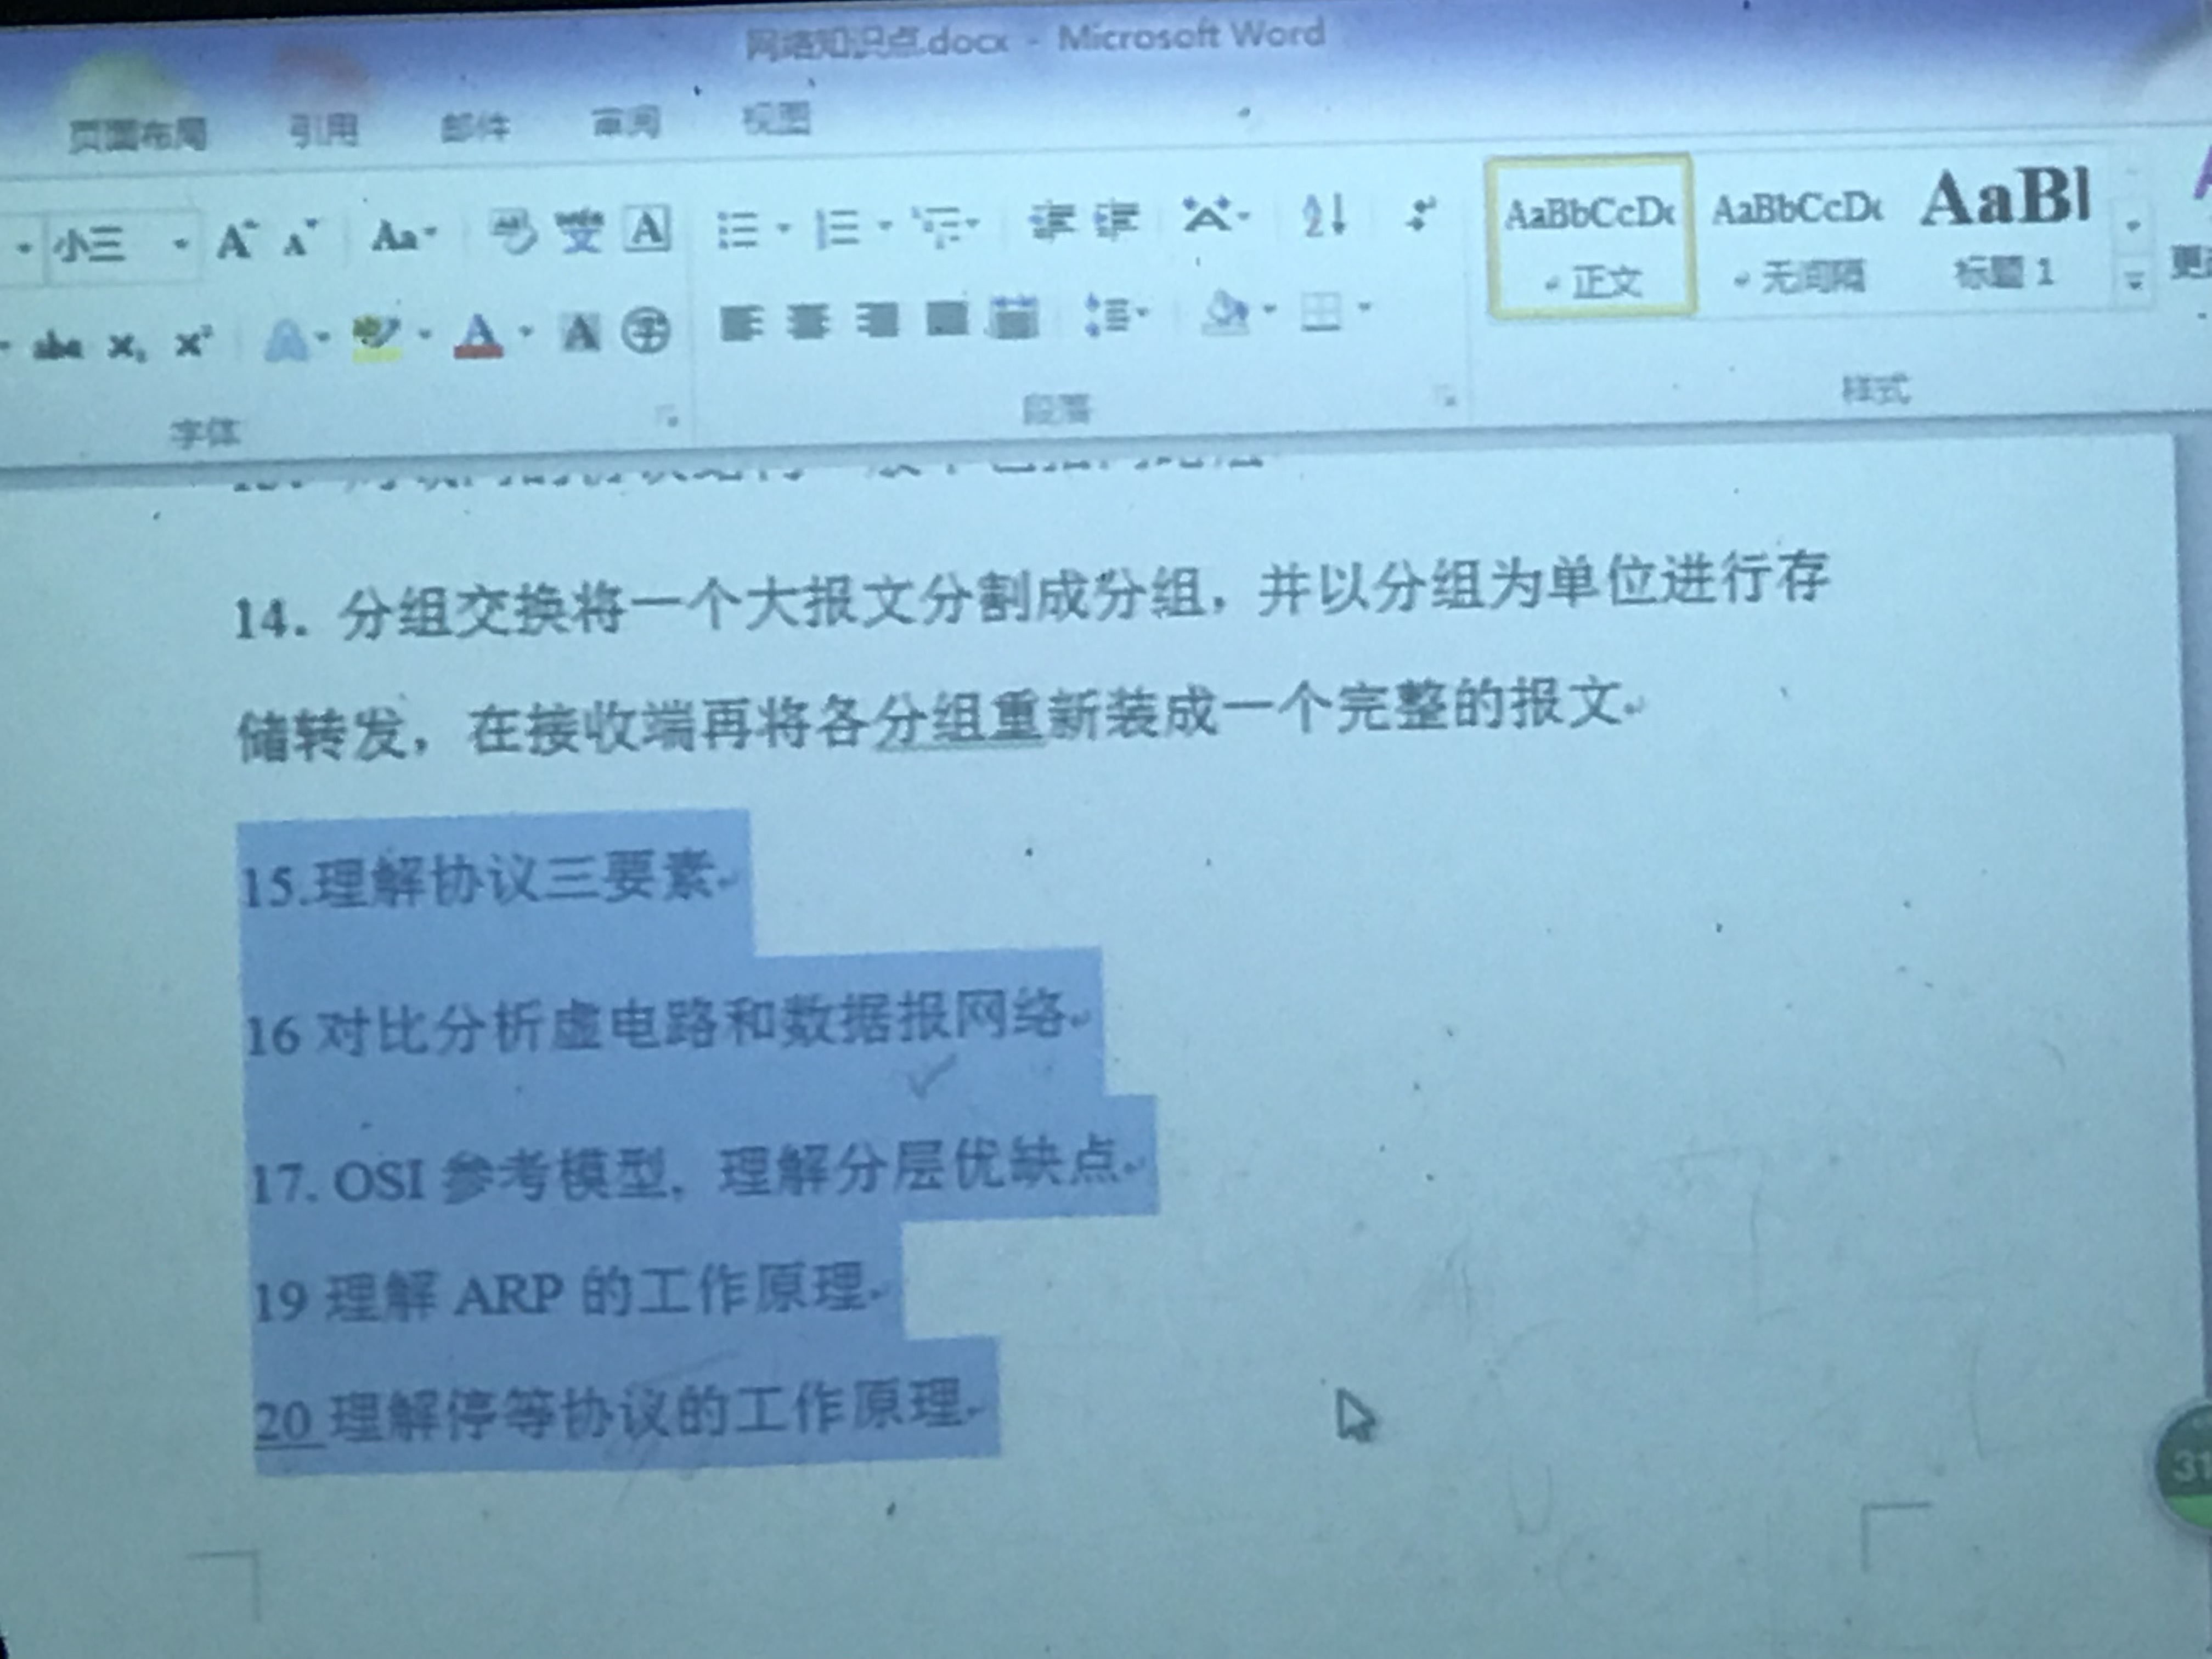 网络知识点.docx - Microsoft Word
页面布局 引用 邮件 审阅 视图
小三 A A Aa 变 A AaBbCcDc AaBbCcDc AaBl
正文 无间隔 标题 1
abc x₂ x² A A A 字
字体 段落 样式
14. 分组交换将一个大报文分割成分组，并以分组为单位进行存
储转发，在接收端再将各分组重新装成一个完整的报文
15.理解协议三要素
16 对比分析虚电路和数据报网络
17. OSI 参考模型，理解分层优缺点
19 理解 ARP 的工作原理
20 理解停等协议的工作原理
31